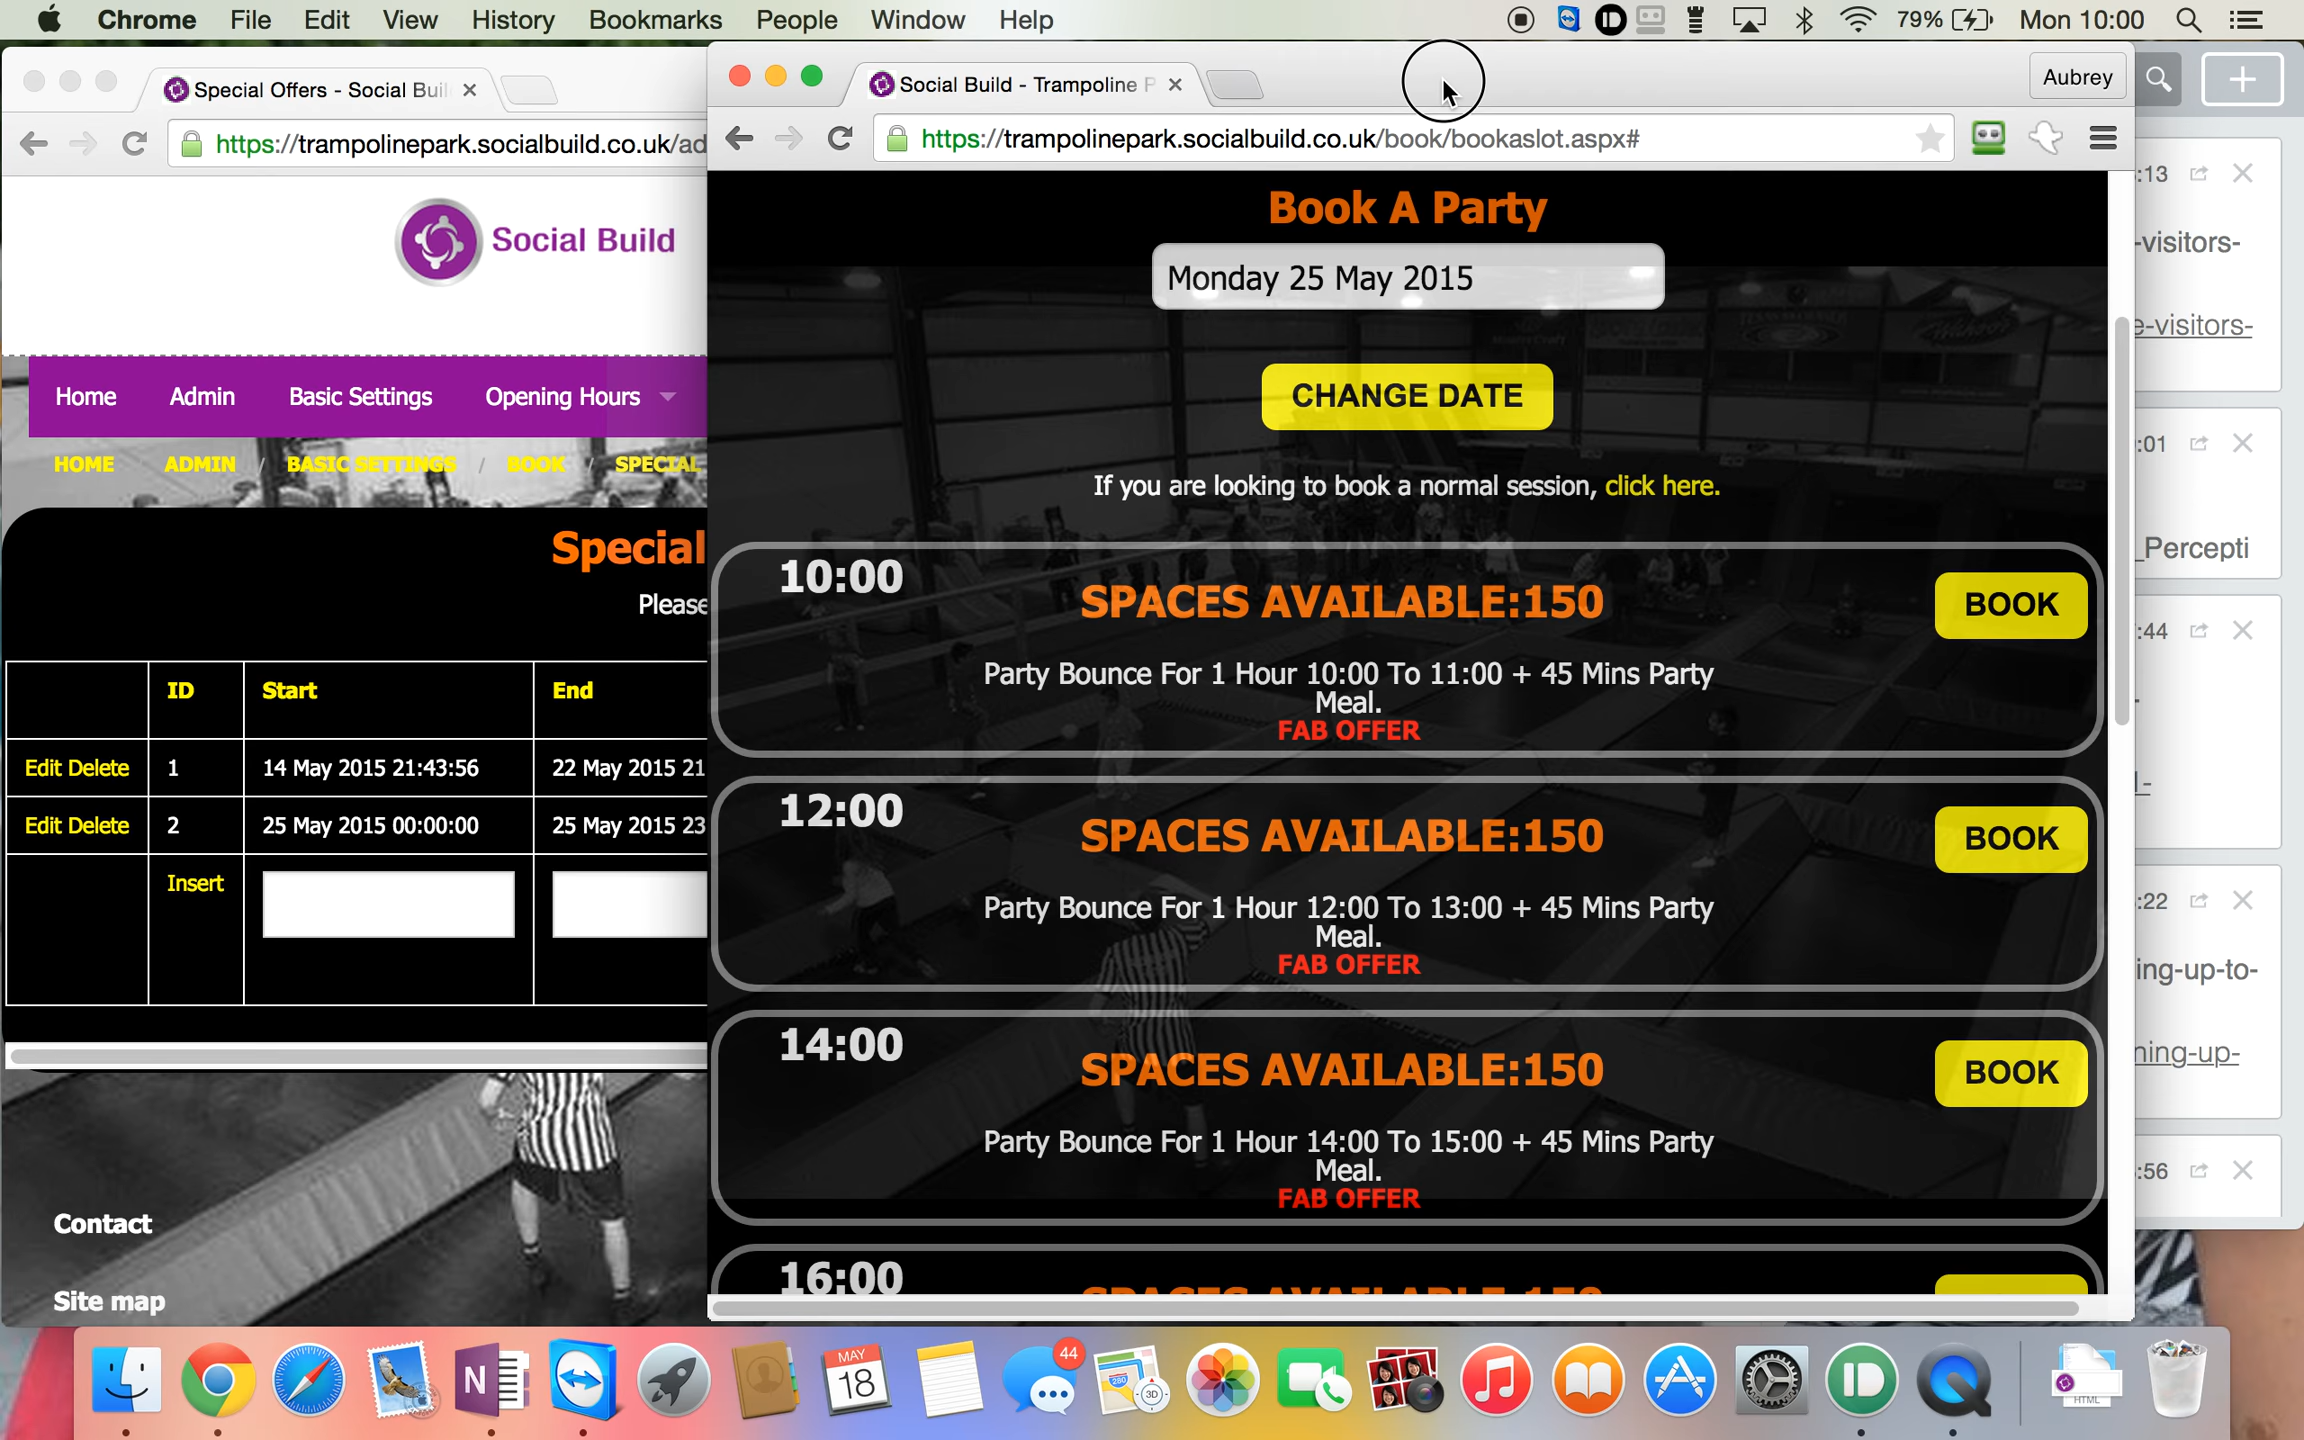 Chrome File Edit View History Bookmarks People Window Help 79% Mon 10:00
Special Offers - Social Buil
https://trampolinepark.socialbuild.co.uk/ad
Social Build
Home Admin Basic Settings Opening Hours
HOME / ADMIN / BASIC SETTINGS / BOOK / SPECIAL
Special
Please
ID Start End
Edit Delete 1 14 May 2015 21:43:56 22 May 2015 21
Edit Delete 2 25 May 2015 00:00:00 25 May 2015 23
Insert
Contact
Site map
Social Build - Trampoline P
Aubrey
https://trampolinepark.socialbuild.co.uk/book/bookaslot.aspx#
Book A Party
Monday 25 May 2015
CHANGE DATE
If you are looking to book a normal session, click here.
10:00
SPACES AVAILABLE:150
BOOK
Party Bounce For 1 Hour 10:00 To 11:00 + 45 Mins Party
Meal.
FAB OFFER
12:00
SPACES AVAILABLE:150
BOOK
Party Bounce For 1 Hour 12:00 To 13:00 + 45 Mins Party
Meal.
FAB OFFER
14:00
SPACES AVAILABLE:150
BOOK
Party Bounce For 1 Hour 14:00 To 15:00 + 45 Mins Party
Meal.
FAB OFFER
16:00
SPACES AVAILABLE:150
:13
-visitors-
e-visitors-
:01
_Percepti
:44
:22
ing-up-to-
ning-up-
:56
N
MAY
18
44
280
3D
HTML